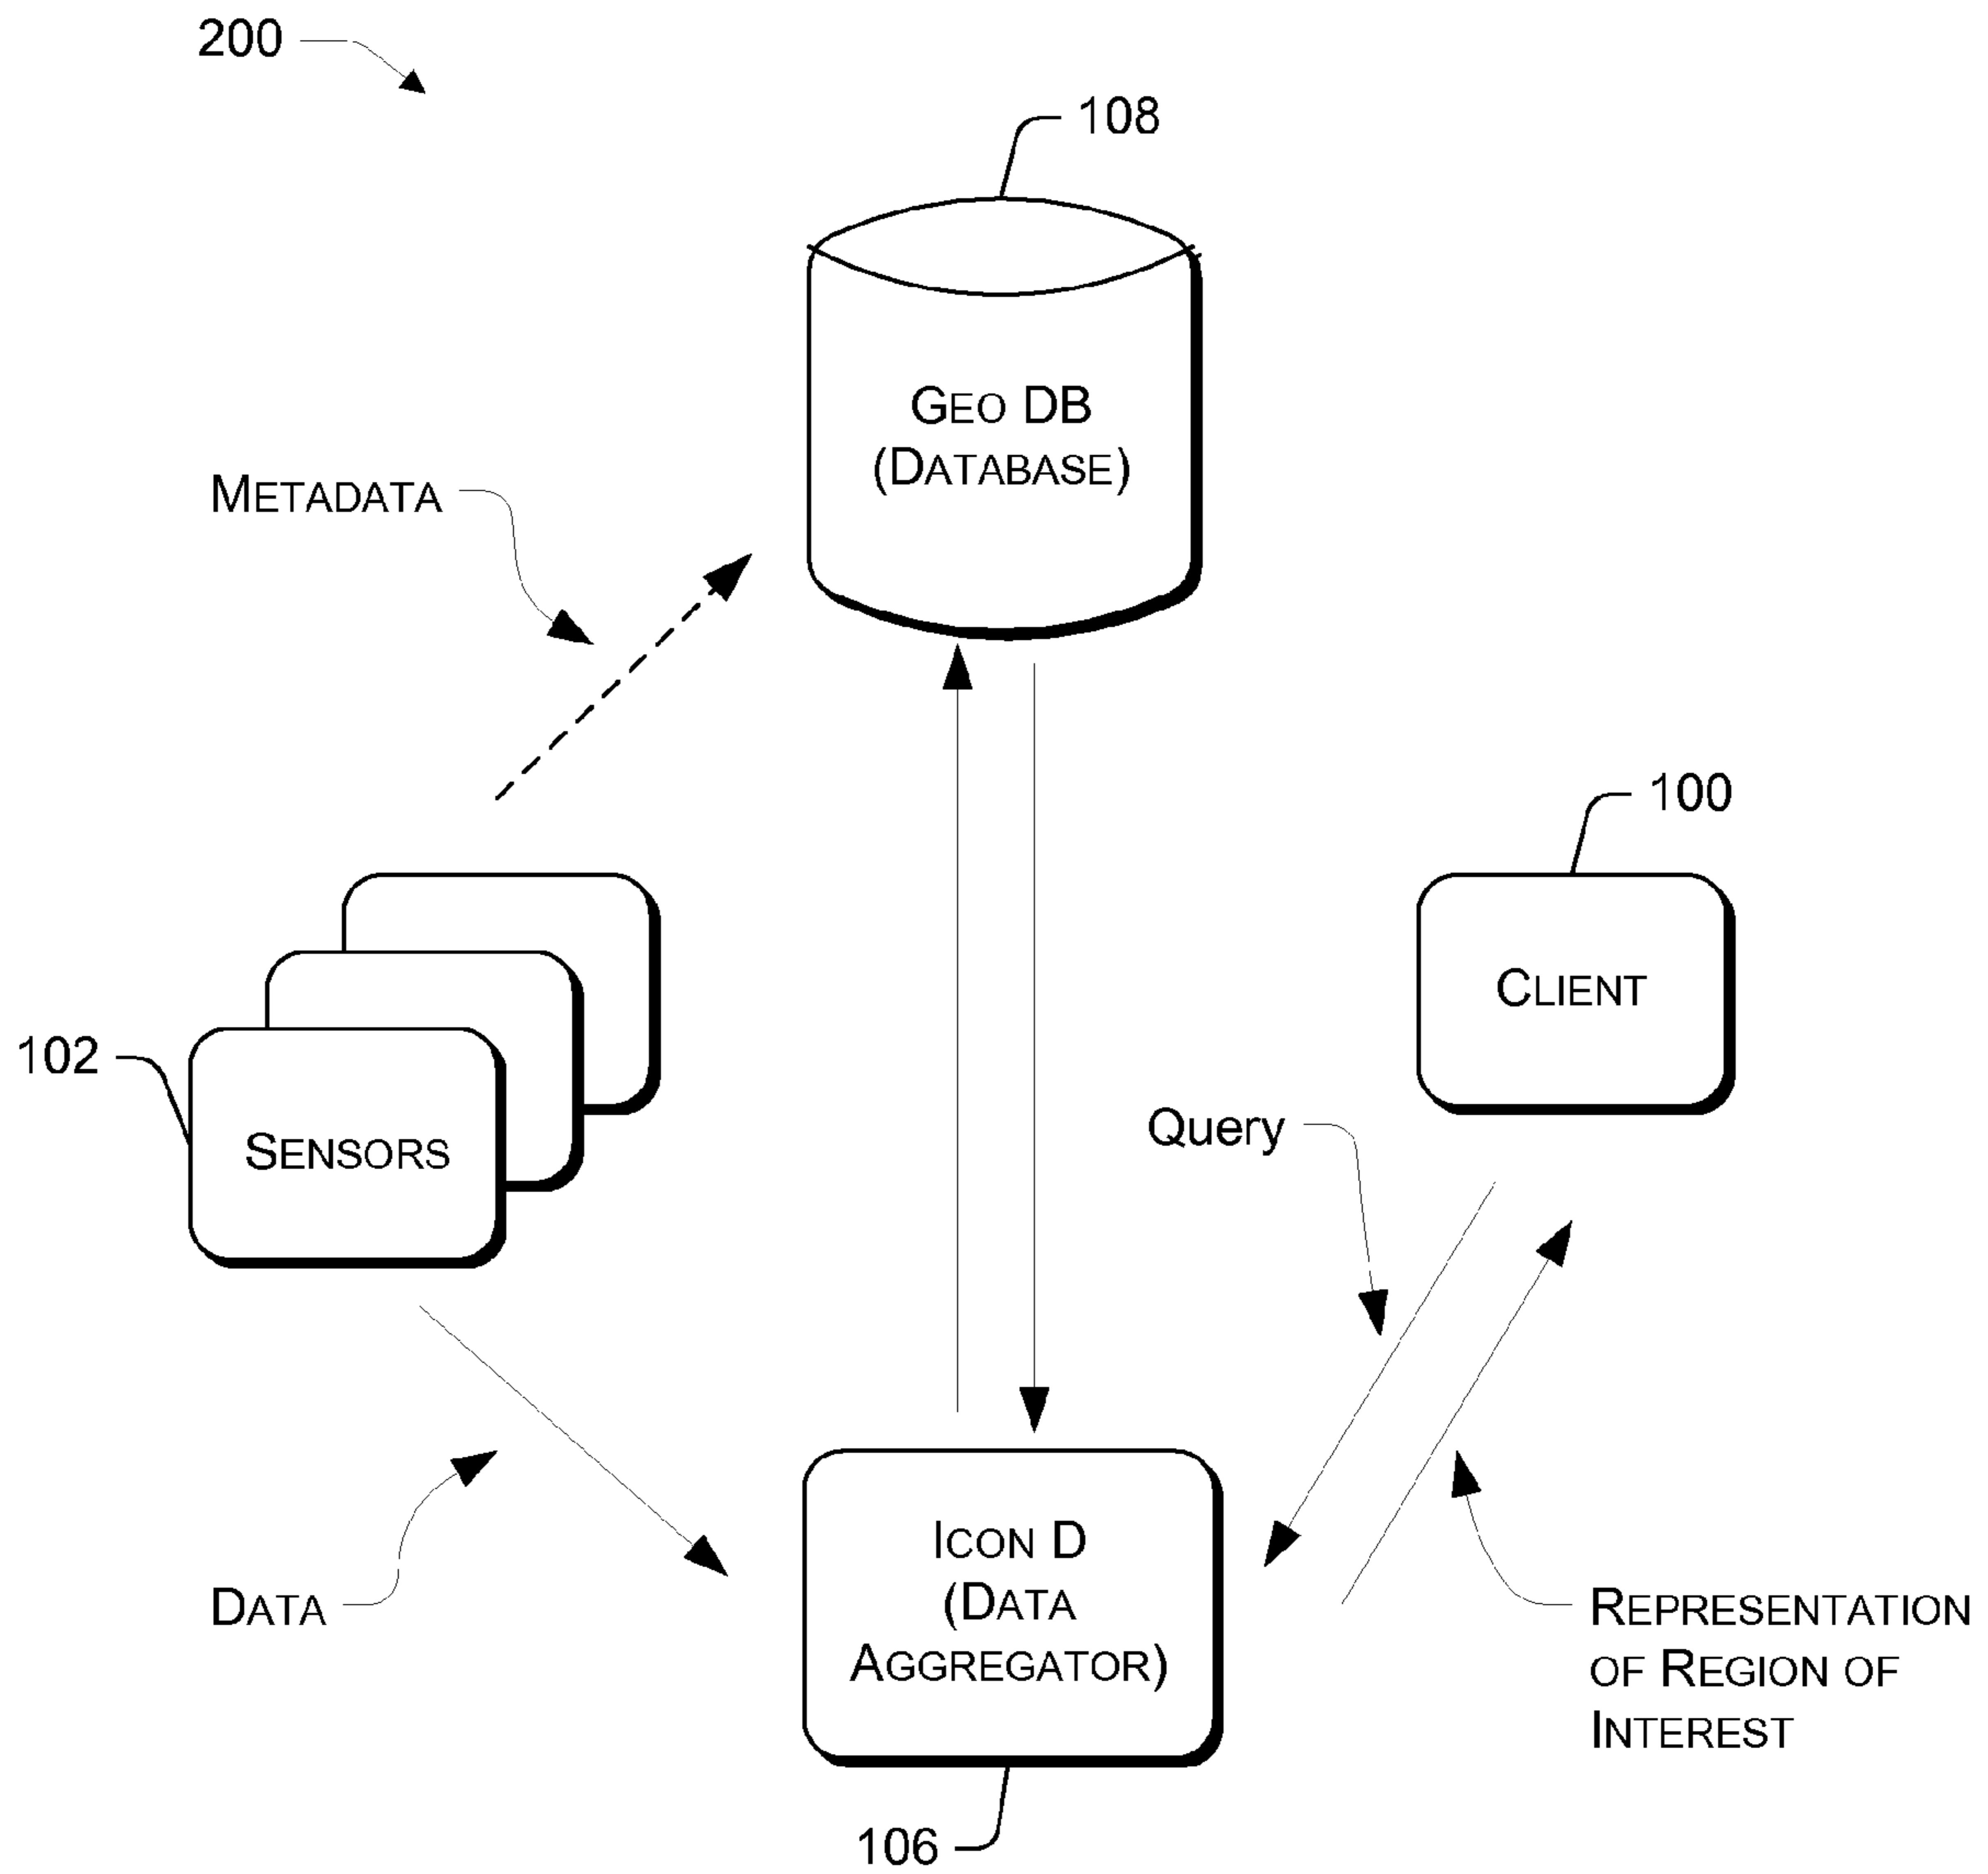 200
108
GEO DB
(DATABASE)
METADATA
100
CLIENT
102
SENSORS
Query
ICON D
(DATA
AGGREGATOR)
DATA
REPRESENTATION
OF REGION OF
INTEREST
106